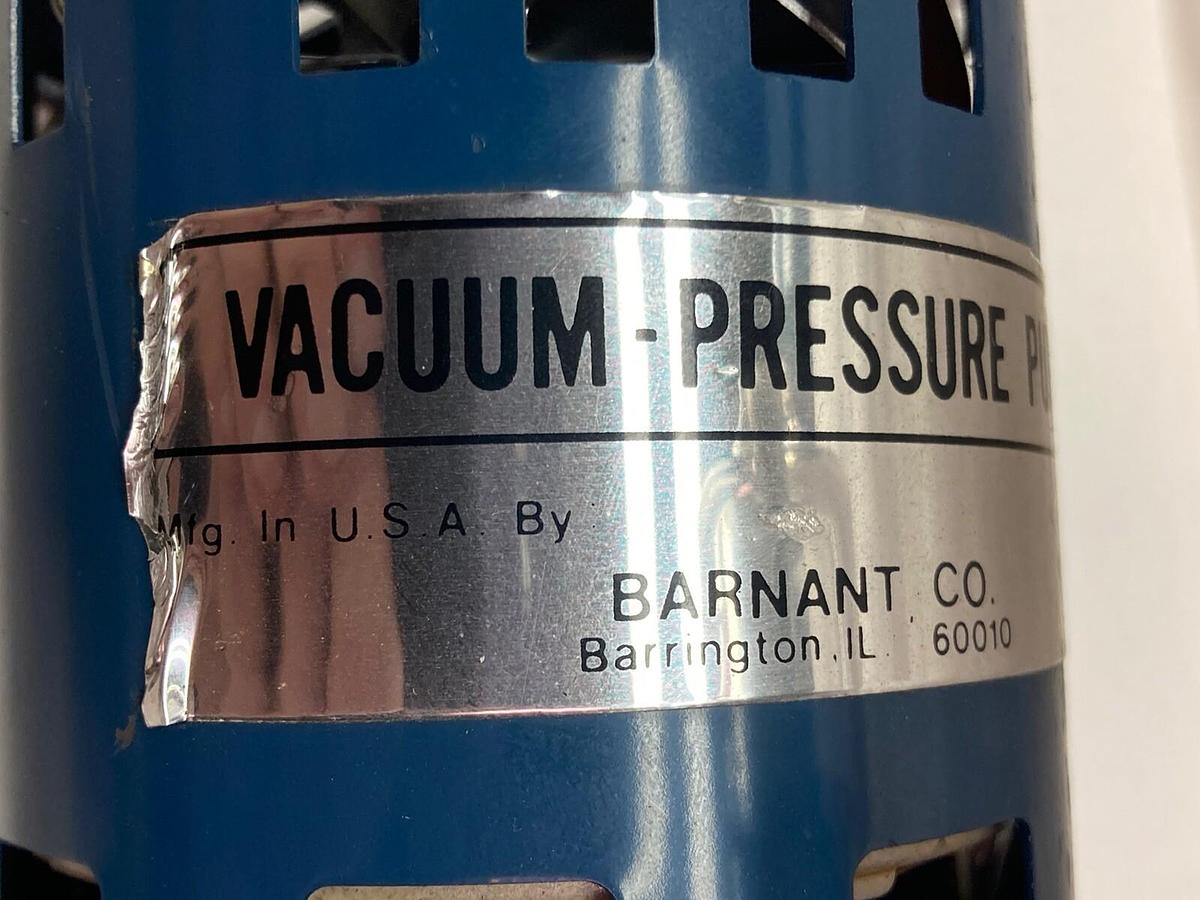 VACUUM-PRESSURE PU
Mfg. In U.S.A. By
BARNANT CO.
Barrington, IL. 60010